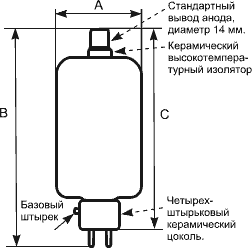 Стандартный
вывод анода,
диаметр 14 мм.
A
Керамический
высокотемпера-
турный изолятор
B
C
Базовый
штырек
Четырех-
штырьковый
керамический
цоколь.